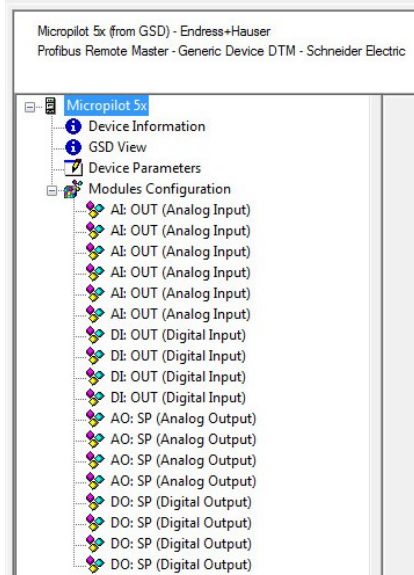 Micropilot 5x (from GSD) - Endress+Hauser
Profibus Remote Master - Generic Device DTM - Schneider Electric
Micropilot 5x
Device Information
GSD View
Device Parameters
Modules Configuration
AI: OUT (Analog Input)
AI: OUT (Analog Input)
AI: OUT (Analog Input)
AI: OUT (Analog Input)
AI: OUT (Analog Input)
AI: OUT (Analog Input)
DI: OUT (Digital Input)
DI: OUT (Digital Input)
DI: OUT (Digital Input)
DI: OUT (Digital Input)
AO: SP (Analog Output)
AO: SP (Analog Output)
AO: SP (Analog Output)
AO: SP (Analog Output)
DO: SP (Digital Output)
DO: SP (Digital Output)
DO: SP (Digital Output)
DO: SP (Digital Output)